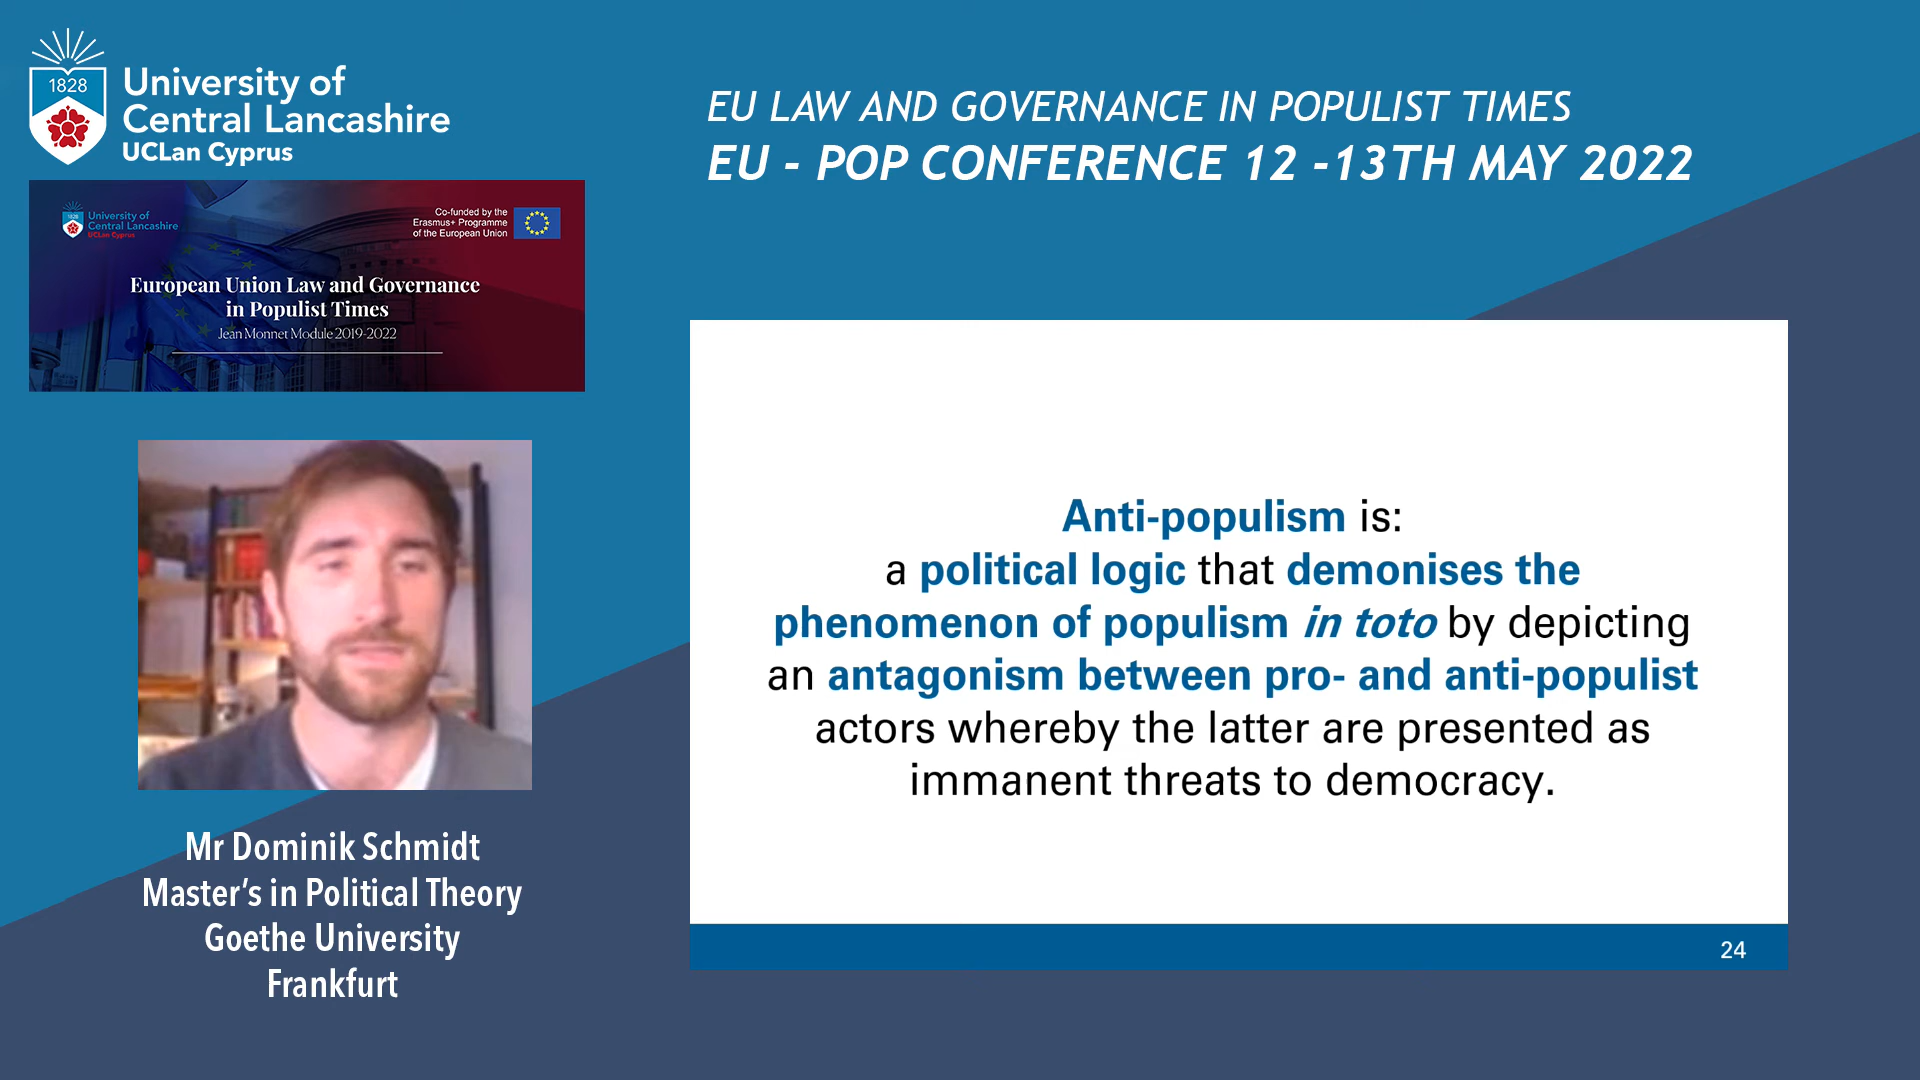 1828
University of
Central Lancashire
UCLan Cyprus
EU LAW AND GOVERNANCE IN POPULIST TIMES
EU - POP CONFERENCE 12 -13TH MAY 2022
1828
University of
Central Lancashire
UCLan Cyprus
Co-funded by the
Erasmus+ Programme
of the European Union
European Union Law and Governance
in Populist Times
Jean Monnet Module 2019-2022
Anti-populism is:
a political logic that demonises the
phenomenon of populism in toto by depicting
an antagonism between pro- and anti-populist
actors whereby the latter are presented as
immanent threats to democracy.
24
Mr Dominik Schmidt
Master's in Political Theory
Goethe University
Frankfurt